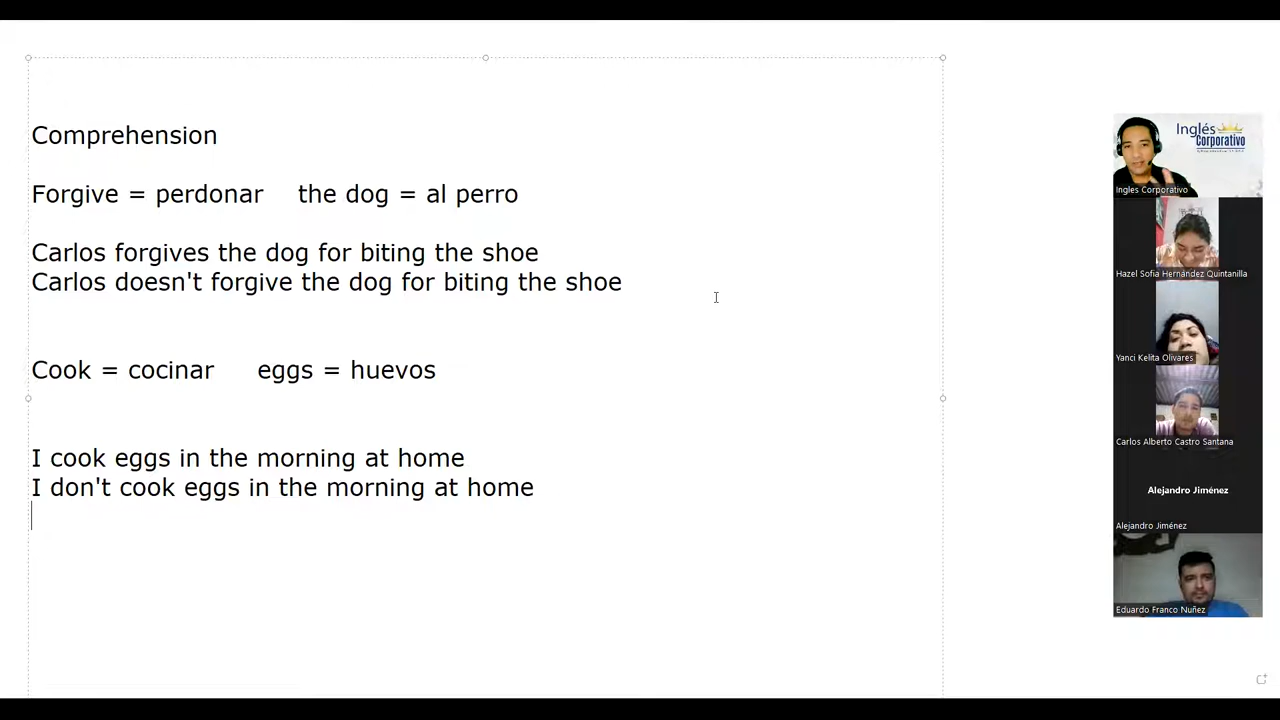 Comprehension
Forgive = perdonar the dog = al perro
Carlos forgives the dog for biting the shoe
Carlos doesn't forgive the dog for biting the shoe
Cook = cocinar eggs = huevos
I cook eggs in the morning at home
I don't cook eggs in the morning at home
Inglés
Corporativo
Ingles Corporativo
Hazel Sofia Hernández Quintanilla
Yanci Kelita Olivares
Carlos Alberto Castro Santana
Alejandro Jiménez
Alejandro Jiménez
Eduardo Franco Nuñez